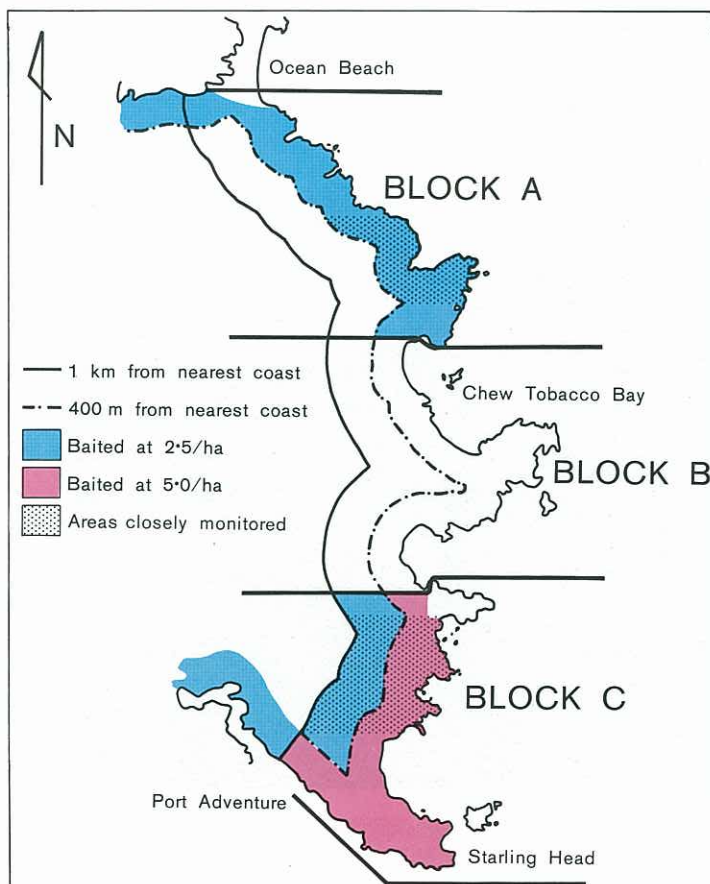 Ocean Beach
N
BLOCK A
1 km from nearest coast
400 m from nearest coast
Chew Tobacco Bay
Baited at 2·5/ha
BLOCK B
Baited at 5·0/ha
Areas closely monitored
BLOCK C
Port Adventure
Starling Head